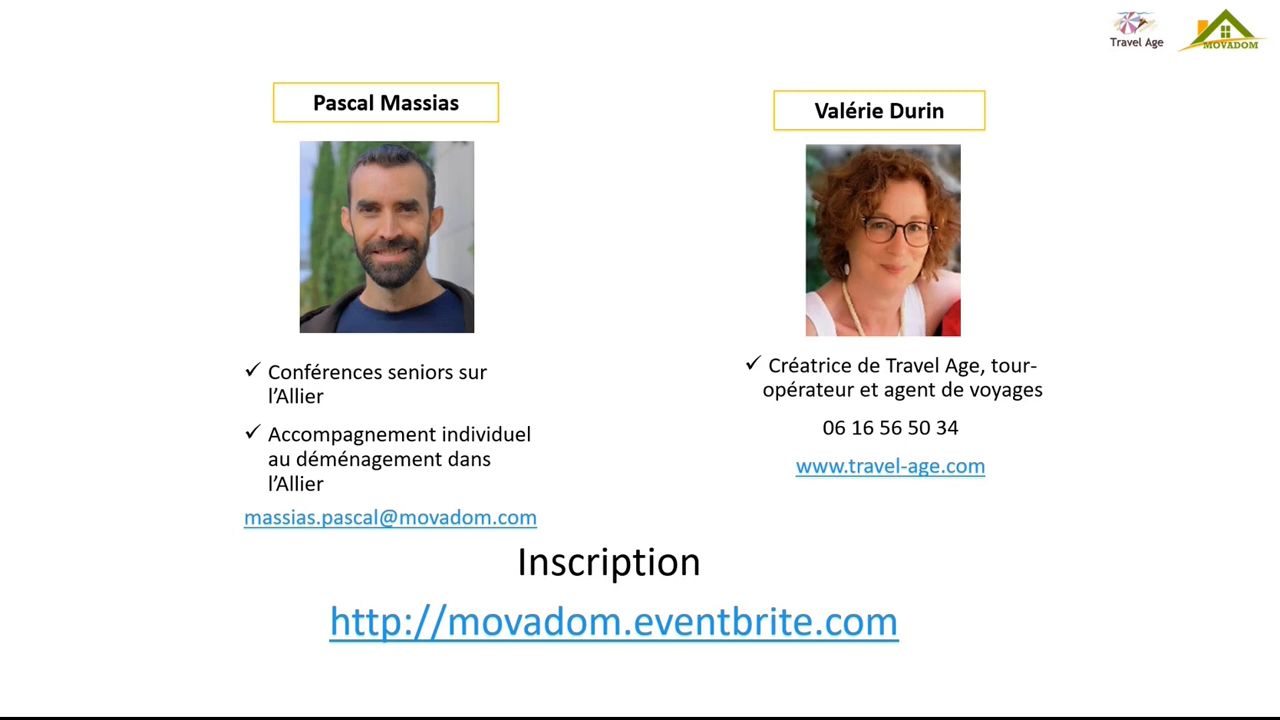 Travel Age
MOVADOM
Pascal Massias
Valérie Durin
✓ Conférences seniors sur
l’Allier
✓ Accompagnement individuel
au déménagement dans
l’Allier
massias.pascal@movadom.com
✓ Créatrice de Travel Age, tour-
opérateur et agent de voyages
06 16 56 50 34
www.travel-age.com
Inscription
http://movadom.eventbrite.com